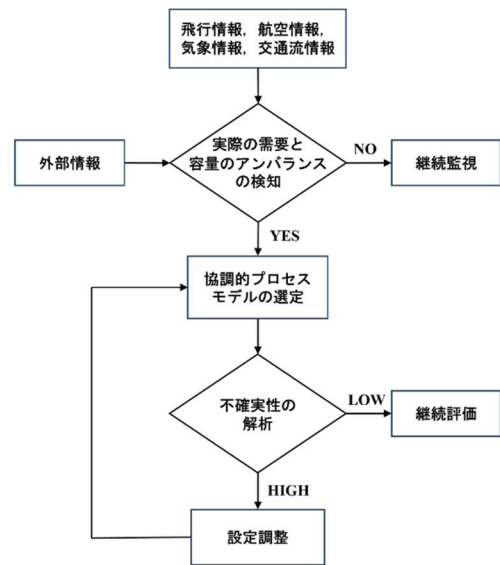 飛行情報，航空情報，
気象情報，交通流情報
実際の需要と
容量のアンバランス
の検知
外部情報
NO
継続監視
YES
協調的プロセス
モデルの選定
不確実性の
解析
LOW
継続評価
HIGH
設定調整